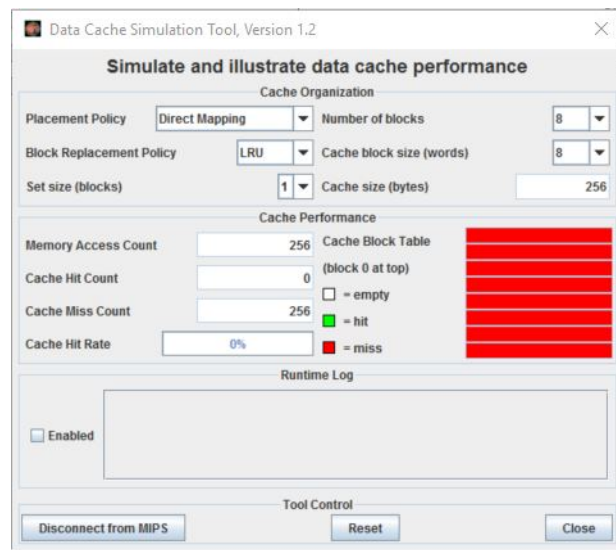 Data Cache Simulation Tool, Version 1.2
Simulate and illustrate data cache performance
Cache Organization
Placement Policy Direct Mapping Number of blocks 8
Block Replacement Policy LRU Cache block size (words) 8
Set size (blocks) 1 Cache size (bytes) 256
Cache Performance
Memory Access Count 256 Cache Block Table
(block 0 at top)
Cache Hit Count 0
= empty
Cache Miss Count 256
= hit
Cache Hit Rate 0%
= miss
Runtime Log
Enabled
Tool Control
Disconnect from MIPS Reset Close